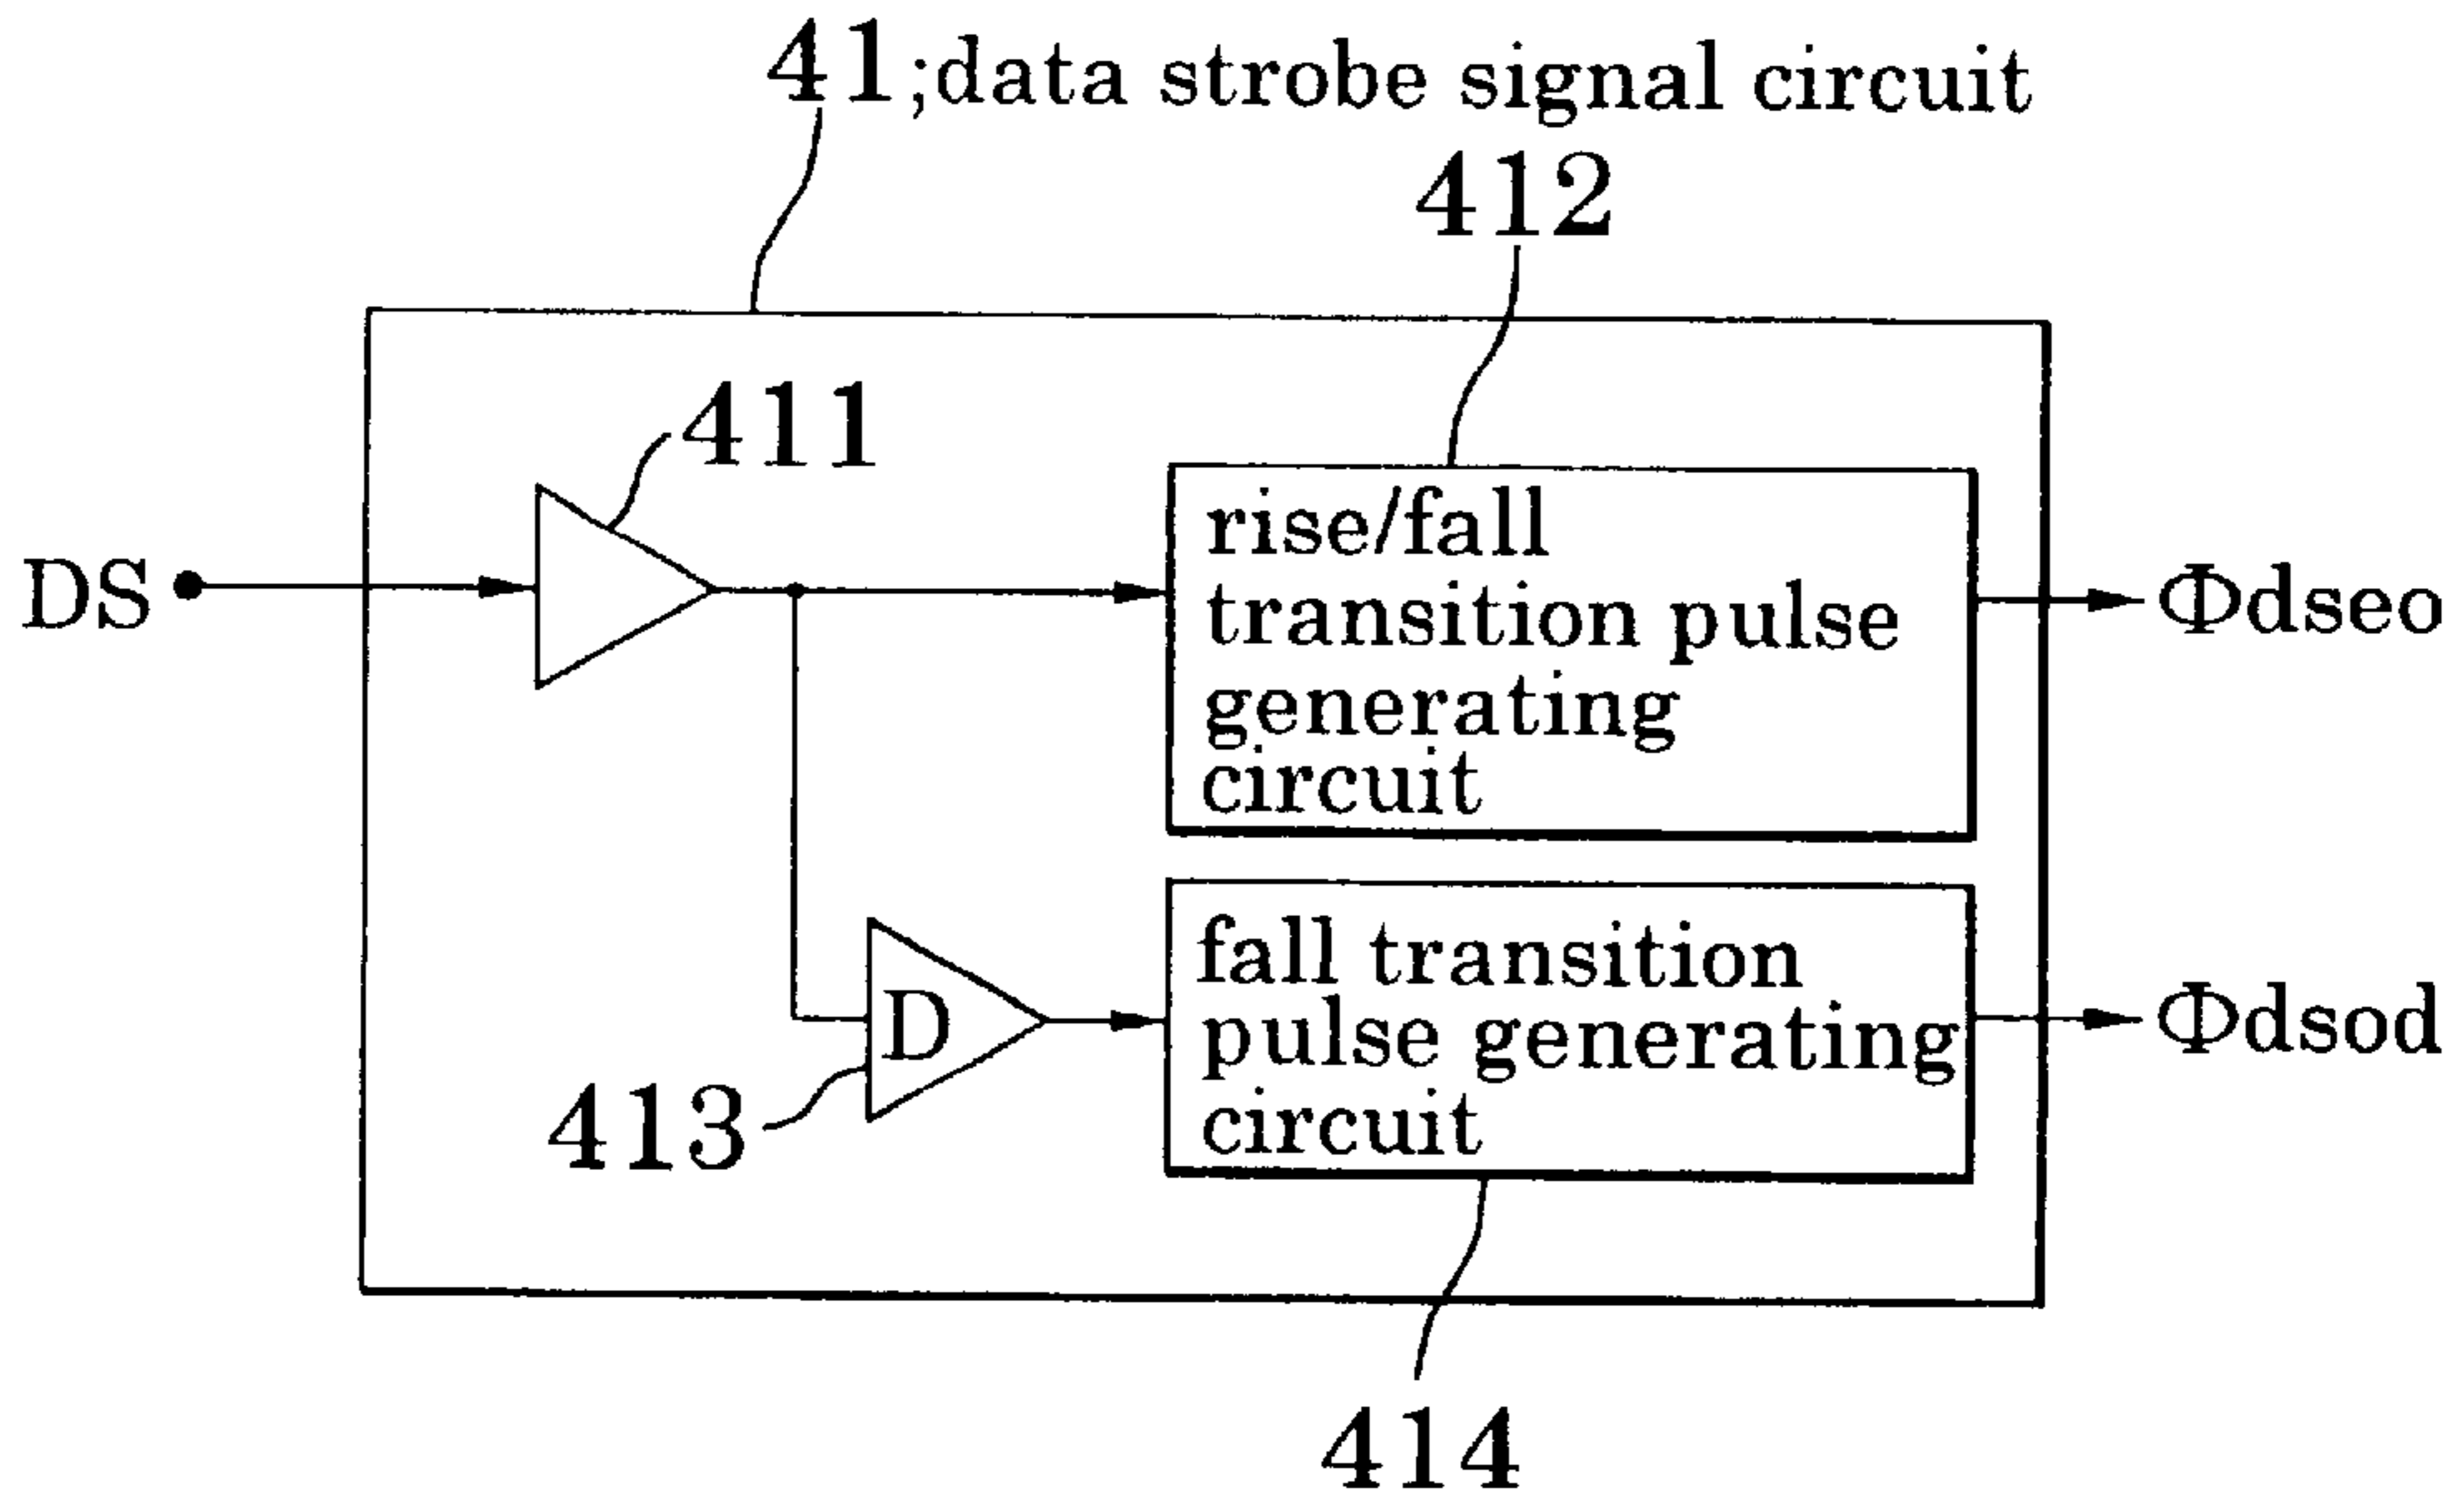 41;data strobe signal circuit
412
411
DS
rise/fall
transition pulse
generating
circuit
Φdseo
D
fall transition
pulse generating
circuit
Φdsod
413
414